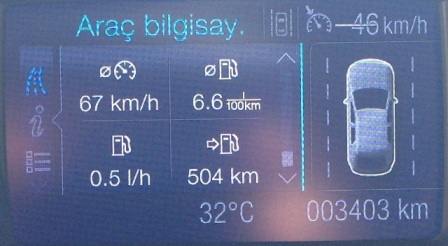 Araç bilgisay.
46 km/h
67 km/h
6.6 l/100km
0.5 l/h
504 km
32°C
003403 km